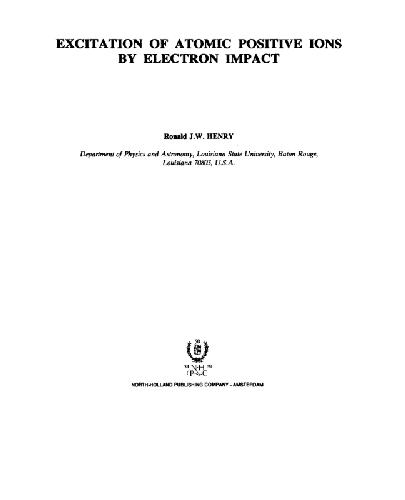 EXCITATION OF ATOMIC POSITIVE IONS
BY ELECTRON IMPACT
Ronald J.W. HENRY
Department of Physics and Astronomy, Louisiana State University, Baton Rouge,
Louisiana 70803, U.S.A.
NORTH-HOLLAND PUBLISHING COMPANY - AMSTERDAM